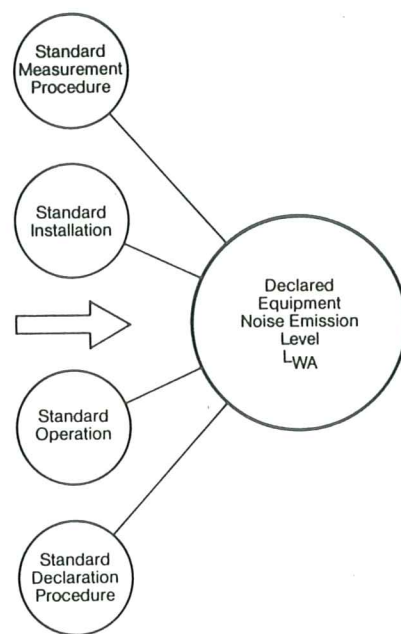 Standard
Measurement
Procedure
Standard
Installation
Declared
Equipment
Noise Emission
Level
LWA
Standard
Operation
Standard
Declaration
Procedure